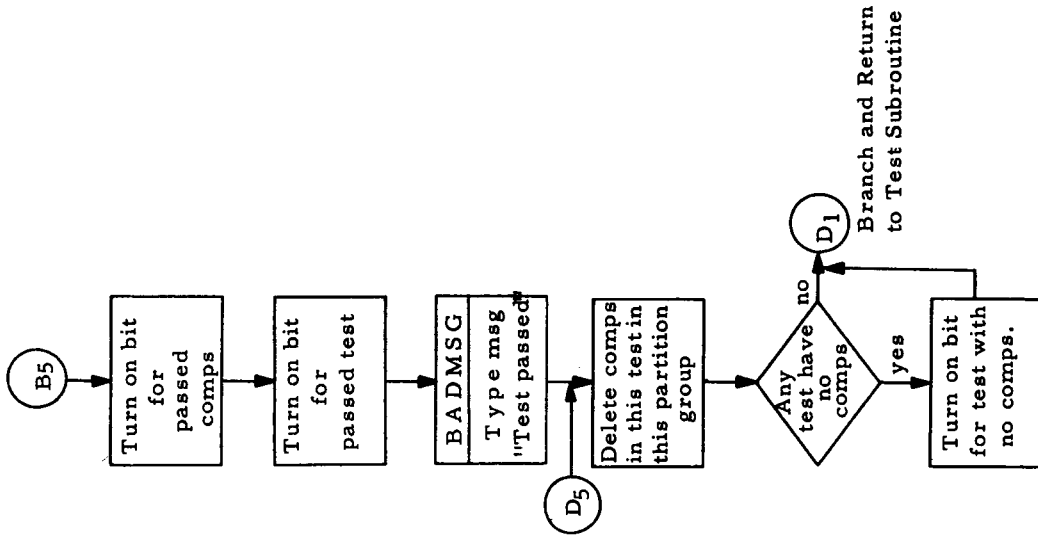 B5
Turn on bit
for
passed
comps
Turn on bit
for
passed test
BADMSG
Type msg
"Test passed"
D5
Delete comps
in this test in
this partition
group
Any
test have
no
comps
no
D1
Branch and Return
to Test Subroutine
yes
Turn on bit
for test with
no comps.